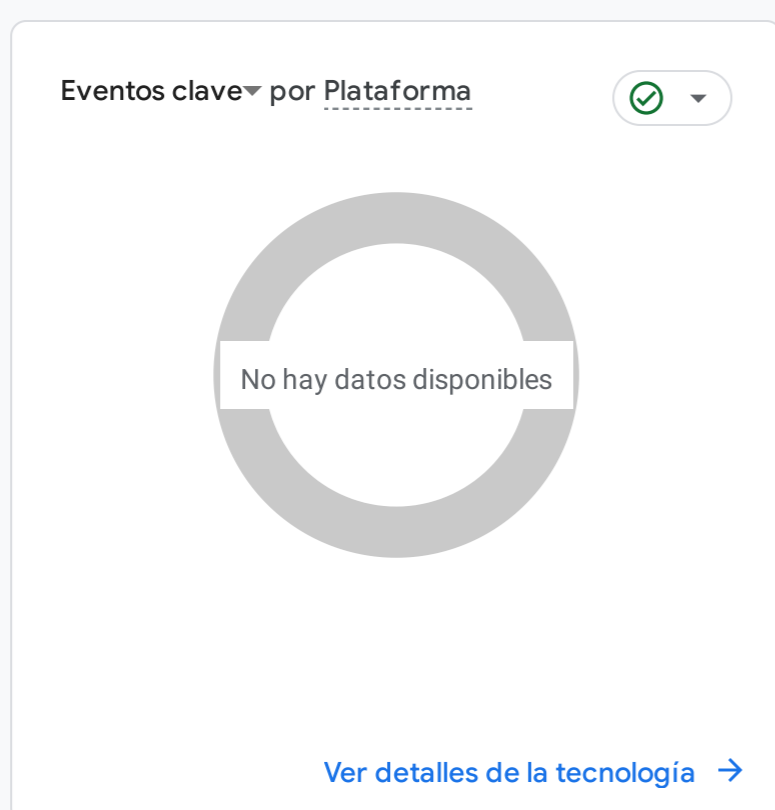 Eventos clave por Plataforma
No hay datos disponibles
Ver detalles de la tecnología